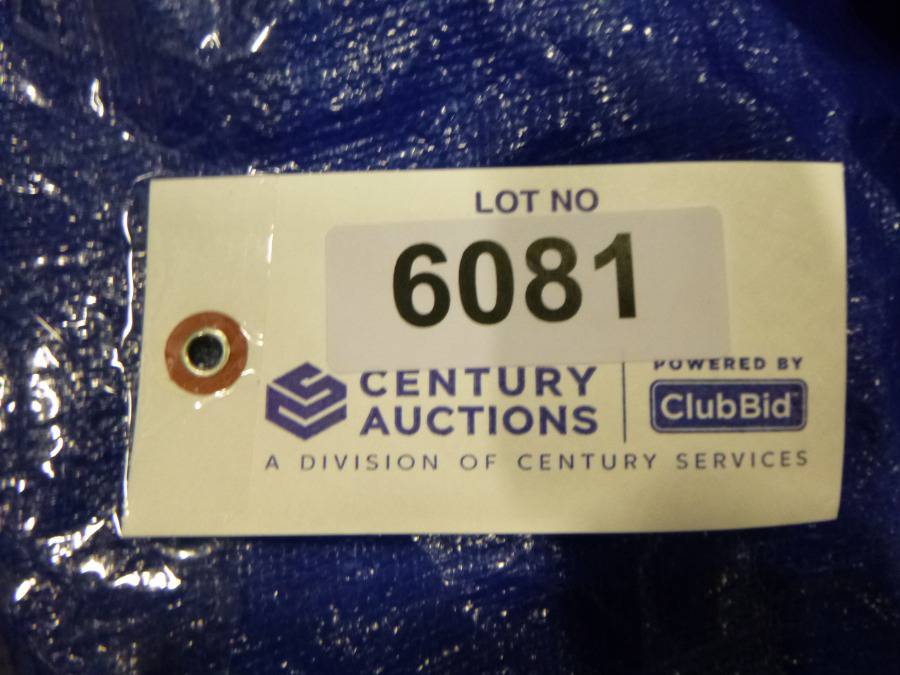 LOT NO
6081
CENTURY
AUCTIONS
POWERED BY
ClubBid
A DIVISION OF CENTURY SERVICES